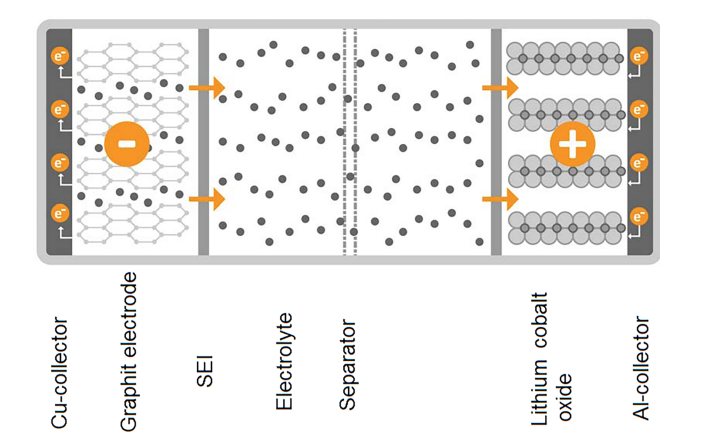 e-
e-
e-
e-
-
+
e-
e-
e-
e-
Cu-collector
Graphit electrode
SEI
Electrolyte
Separator
Lithium cobalt
oxide
Al-collector